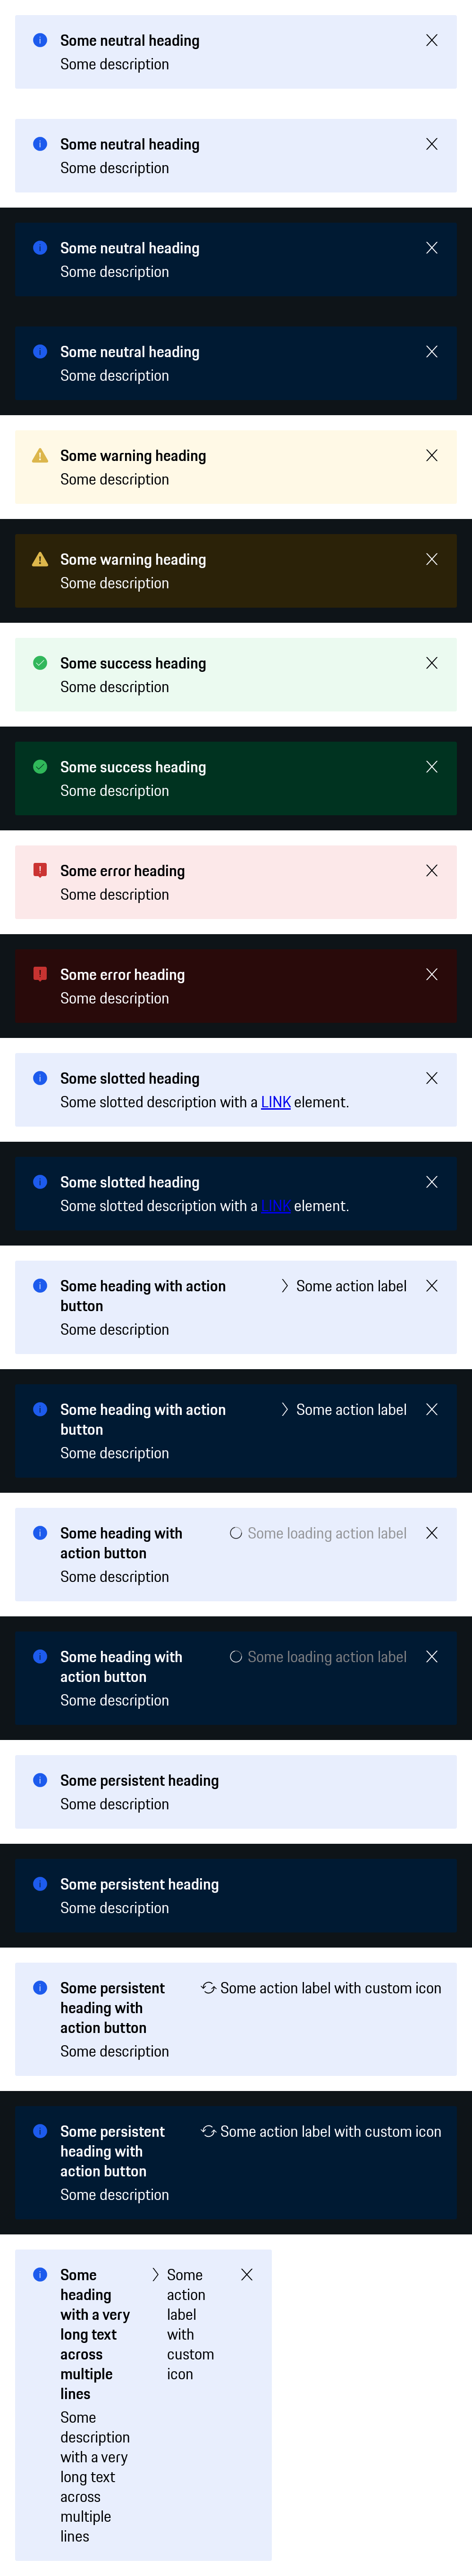 Some neutral heading
Some description
Some neutral heading
Some description
Some neutral heading
Some description
Some neutral heading
Some description
Some warning heading
Some description
Some warning heading
Some description
Some success heading
Some description
Some success heading
Some description
Some error heading
Some description
Some error heading
Some description
Some slotted heading
Some slotted description with a LINK element.
Some slotted heading
Some slotted description with a LINK element.
Some heading with action
button
Some action label
Some description
Some heading with action
button
Some action label
Some description
Some heading with
action button
Some loading action label
Some description
Some heading with
action button
Some loading action label
Some description
Some persistent heading
Some description
Some persistent heading
Some description
Some persistent
heading with
action button
Some action label with custom icon
Some description
Some persistent
heading with
action button
Some action label with custom icon
Some description
Some
heading
with a very
long text
across
multiple
lines
Some
description
with a very
long text
across
multiple
lines
Some
action
label
with
custom
icon